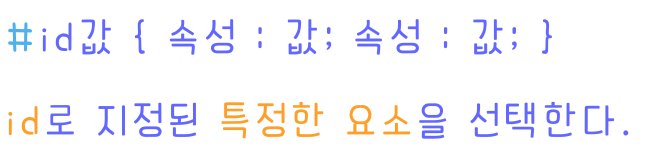 #id값 { 속성 : 값; 속성 : 값; }
id로 지정된 특정한 요소을 선택한다.